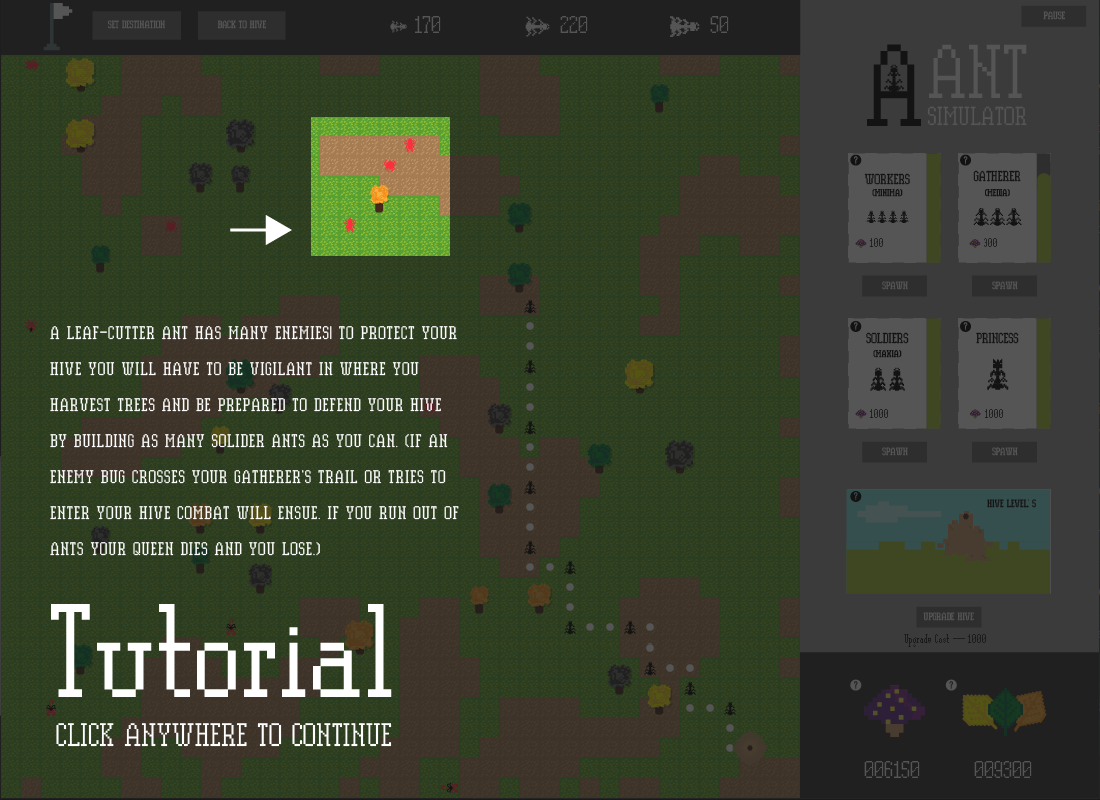 SET DESTINATION
BACK TO HIVE
170
220
50
PAUSE
ANT
SIMULATOR
WORKERS
(MINIMA)
100
GATHERER
(MEDIA)
300
SPAWN
SPAWN
SOLDIERS
(MAXIA)
1000
PRINCESS
1000
SPAWN
SPAWN
HIVE LEVEL: 5
UPGRADE HIVE
Upgrade Cost -- 1000
006150
009300
A LEAF-CUTTER ANT HAS MANY ENEMIES! TO PROTECT YOUR
HIVE YOU WILL HAVE TO BE VIGILANT IN WHERE YOU
HARVEST TREES AND BE PREPARED TO DEFEND YOUR HIVE
BY BUILDING AS MANY SOLIDER ANTS AS YOU CAN. (IF AN
ENEMY BUG CROSSES YOUR GATHERER'S TRAIL OR TRIES TO
ENTER YOUR HIVE COMBAT WILL ENSUE. IF YOU RUN OUT OF
ANTS YOUR QUEEN DIES AND YOU LOSE.)
Tutorial
CLICK ANYWHERE TO CONTINUE